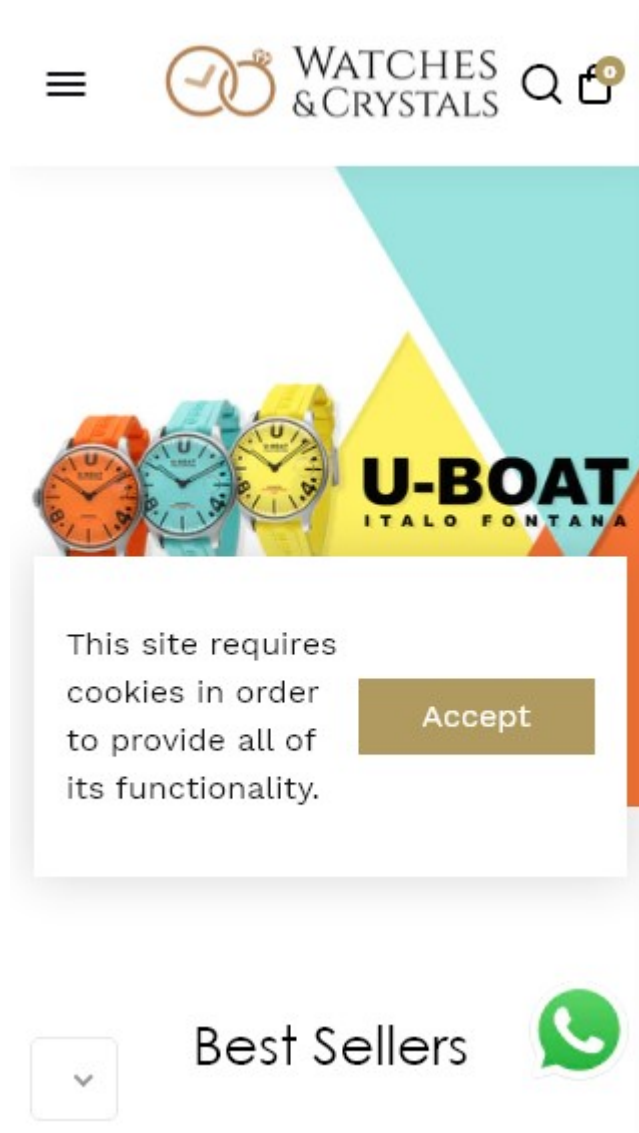 WATCHES
&CRYSTALS
0
U-BOAT
ITALO FONTANA
This site requires
cookies in order
to provide all of
its functionality.
Accept
Best Sellers